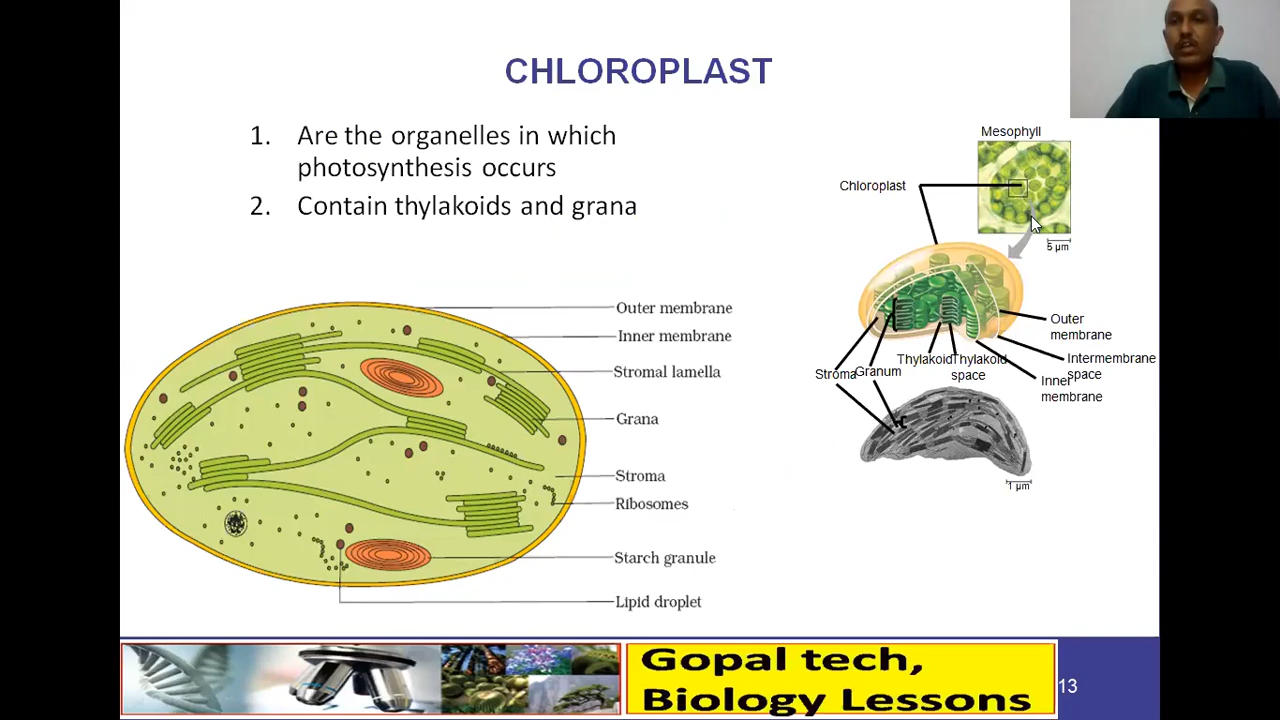 CHLOROPLAST
1. Are the organelles in which
photosynthesis occurs
2. Contain thylakoids and grana
Outer membrane
Inner membrane
Stromal lamella
Grana
Stroma
Ribosomes
Starch granule
Lipid droplet
Mesophyll
Chloroplast
5 µm
Outer
membrane
Thylakoid
Thylakoid
space
Intermembrane
space
Stroma
Granum
Inner
membrane
1 µm
Gopal tech,
Biology Lessons
13